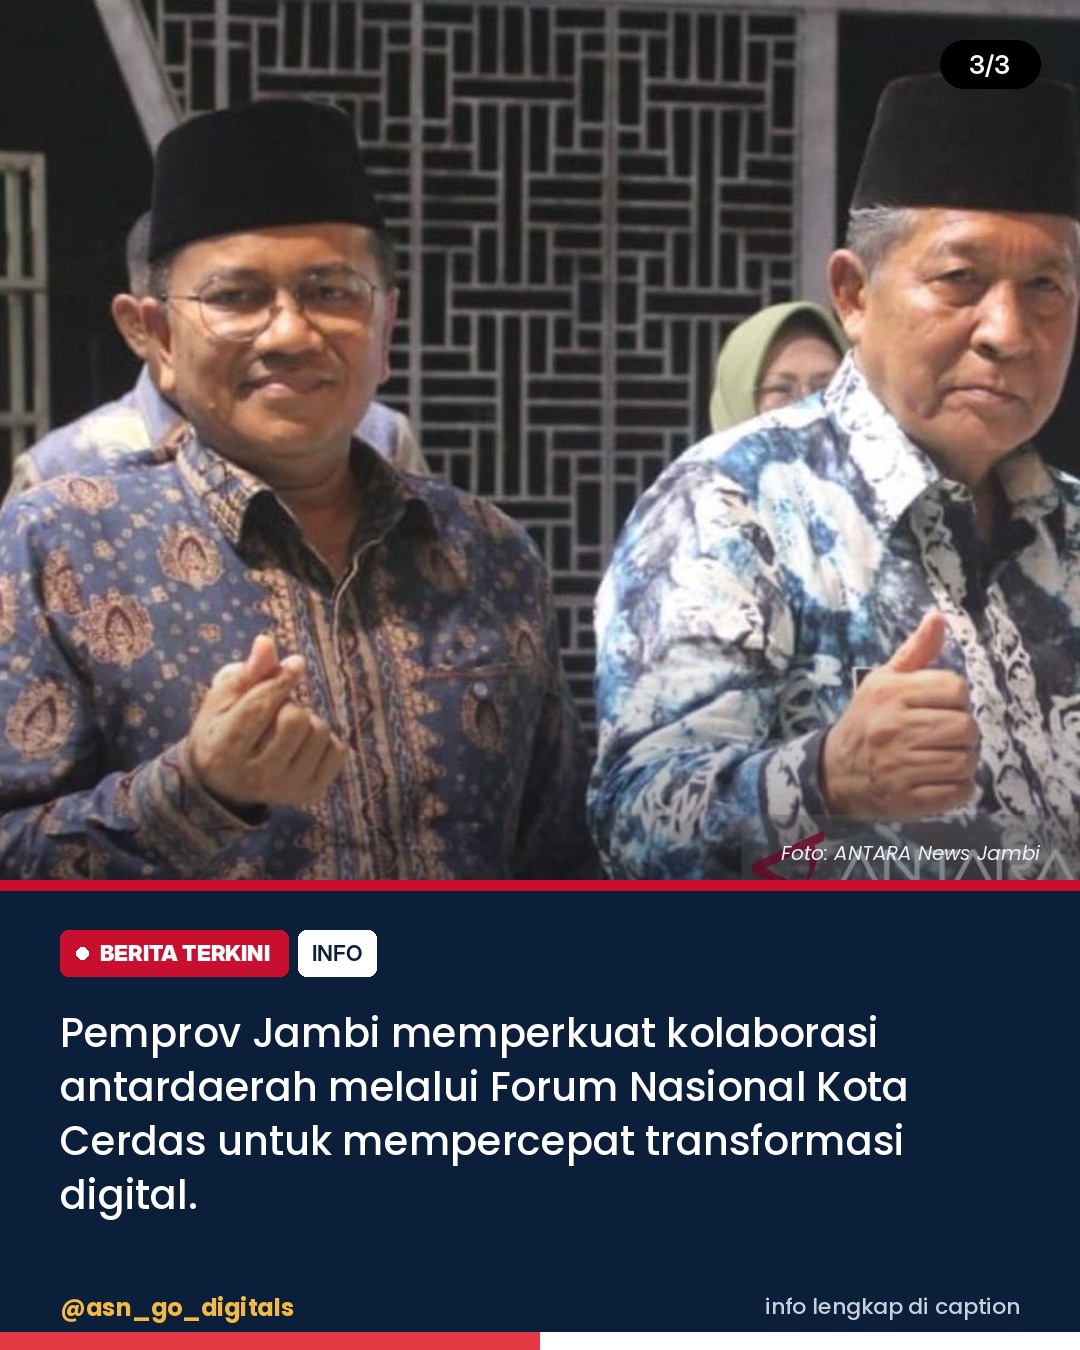 3/3
Foto: ANTARA News Jambi
ANTARA
BERITA TERKINI
INFO
Pemprov Jambi memperkuat kolaborasi
antardaerah melalui Forum Nasional Kota
Cerdas untuk mempercepat transformasi
digital.
@asn_go_digitals
info lengkap di caption